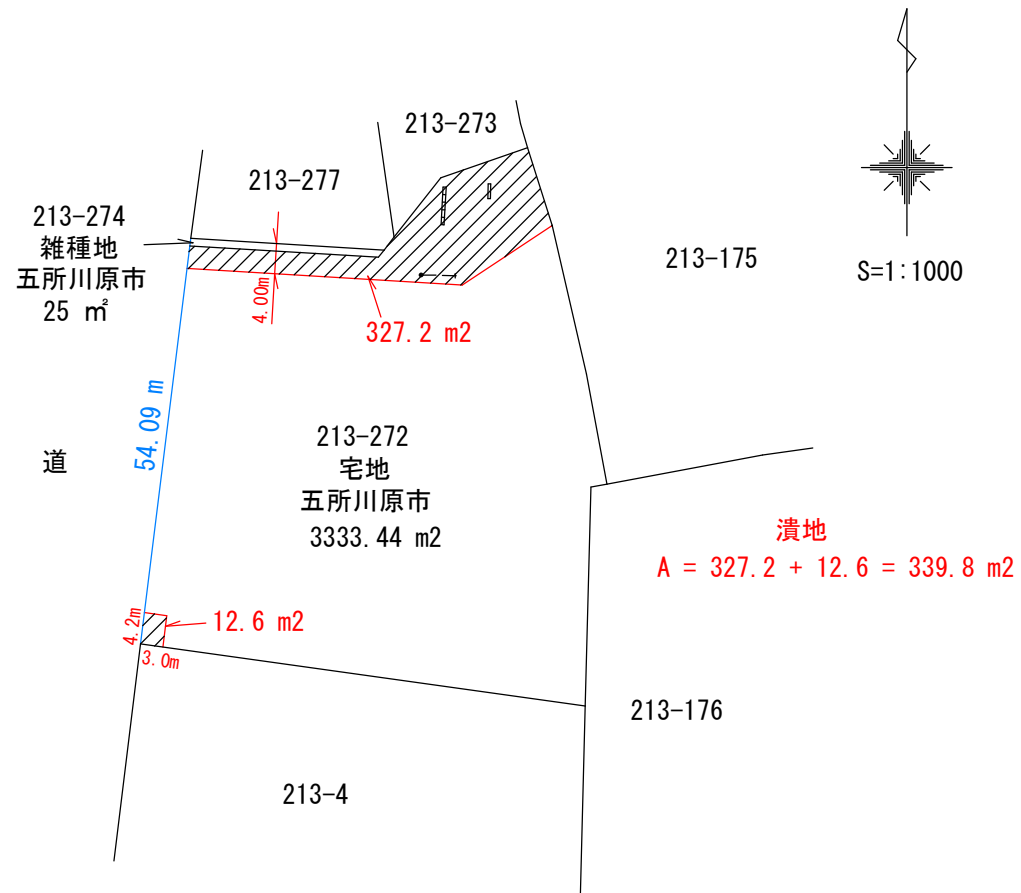 213-273
213-277
213-274
雑種地
五所川原市
25 ㎡
213-175
S=1:1000
4.00m
327.2 m2
54.09 m
道
213-272
宅地
五所川原市
3333.44 m2
潰地
A = 327.2 + 12.6 = 339.8 m2
4.2m
12.6 m2
3.0m
213-176
213-4